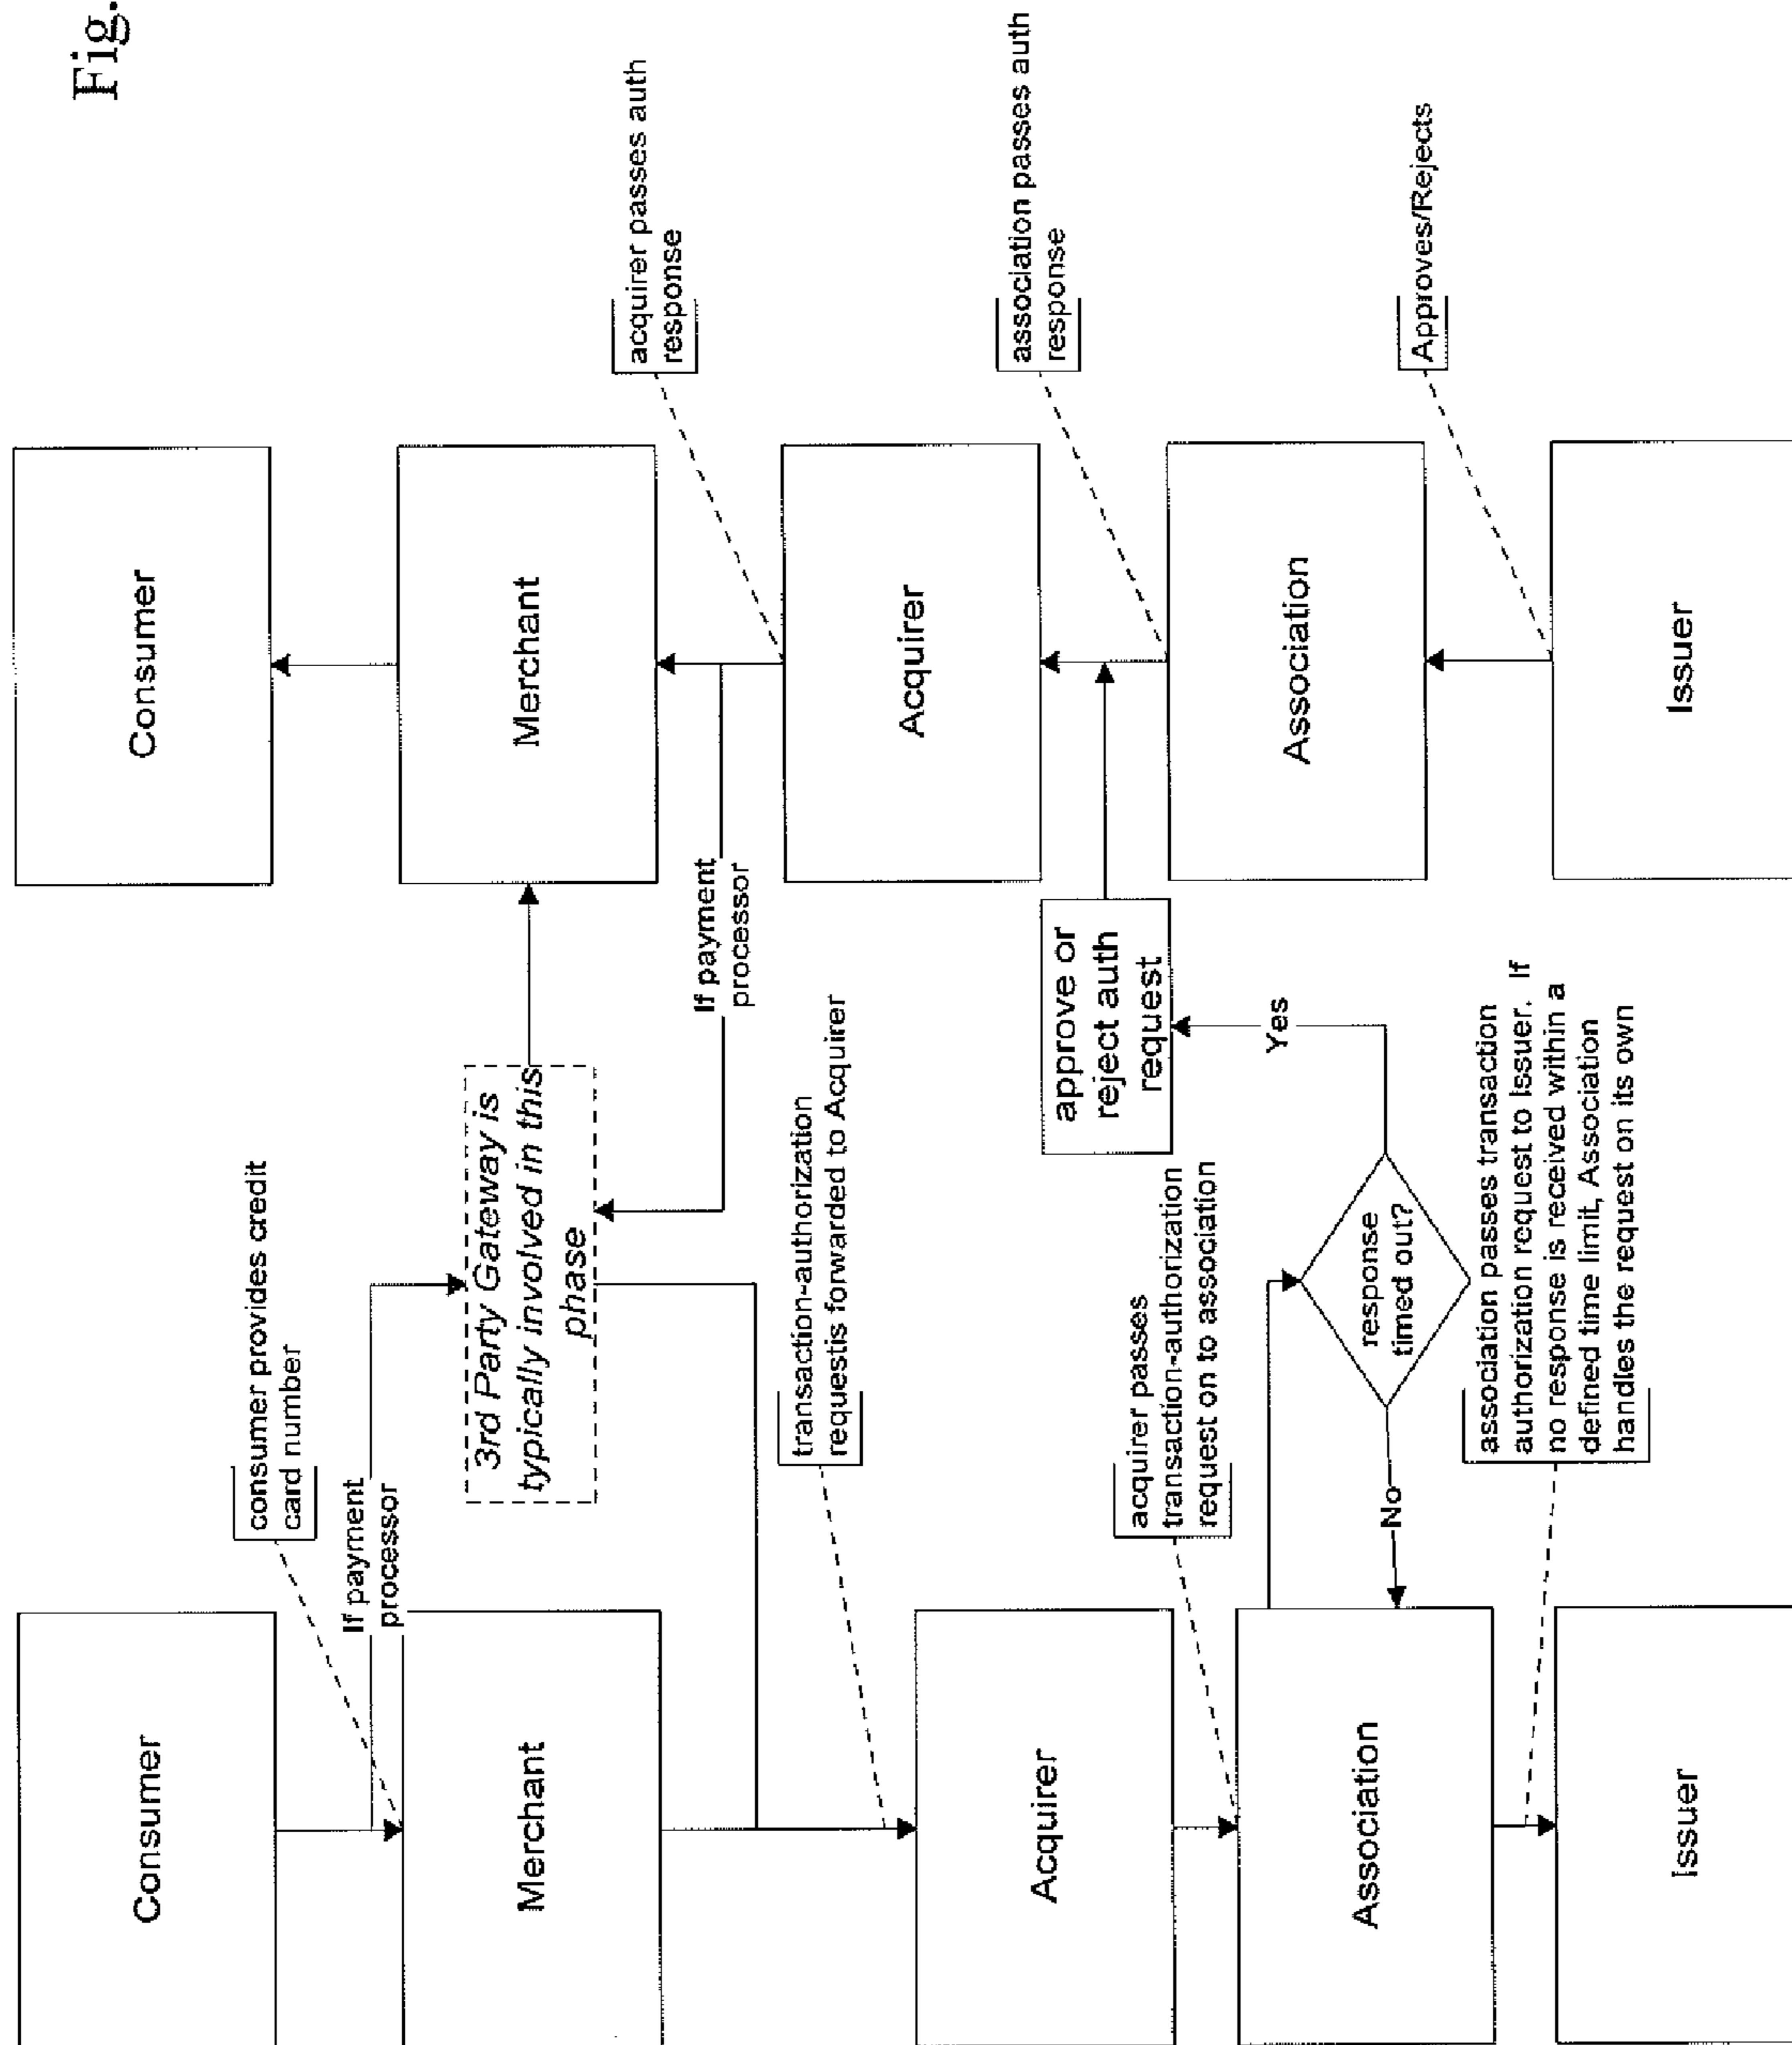 Fig.
Consumer
consumer provides credit
card number
If payment
processor
Merchant
3rd Party Gateway is
typically involved in this
phase
transaction-authorization
requestis forwarded to Acquirer
Acquirer
acquirer passes
transaction-authorization
request on to association
Association
response
timed out?
No
Yes
approve or
reject auth
request
association passes transaction
authorization request to Issuer. If
no response is received within a
defined time limit, Association
handles the request on its own
Issuer
Consumer
Merchant
If payment
processor
acquirer passes auth
response
Acquirer
association passes auth
response
Association
Approves/Rejects
Issuer